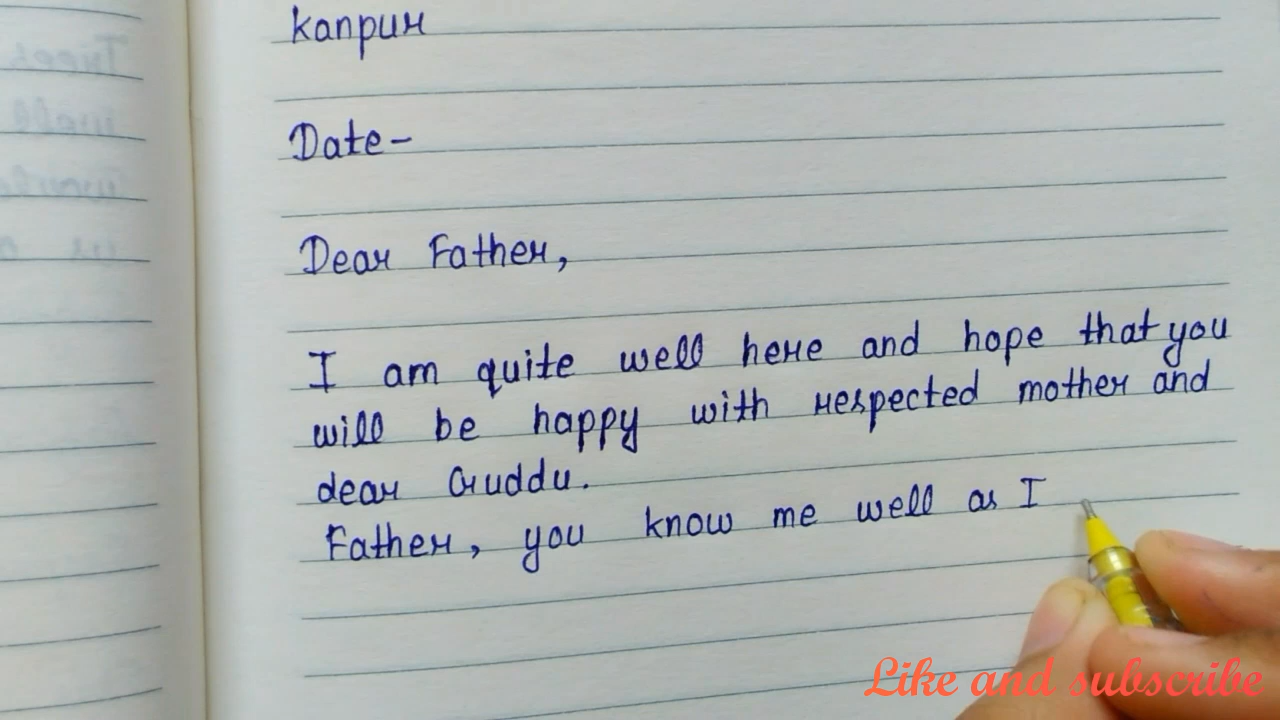 Kanpur
Date-
Dear Father,
I am quite well here and hope that you
will be happy with respected mother and
dear Guddu.
Father, you know me well as I
Like and subscribe